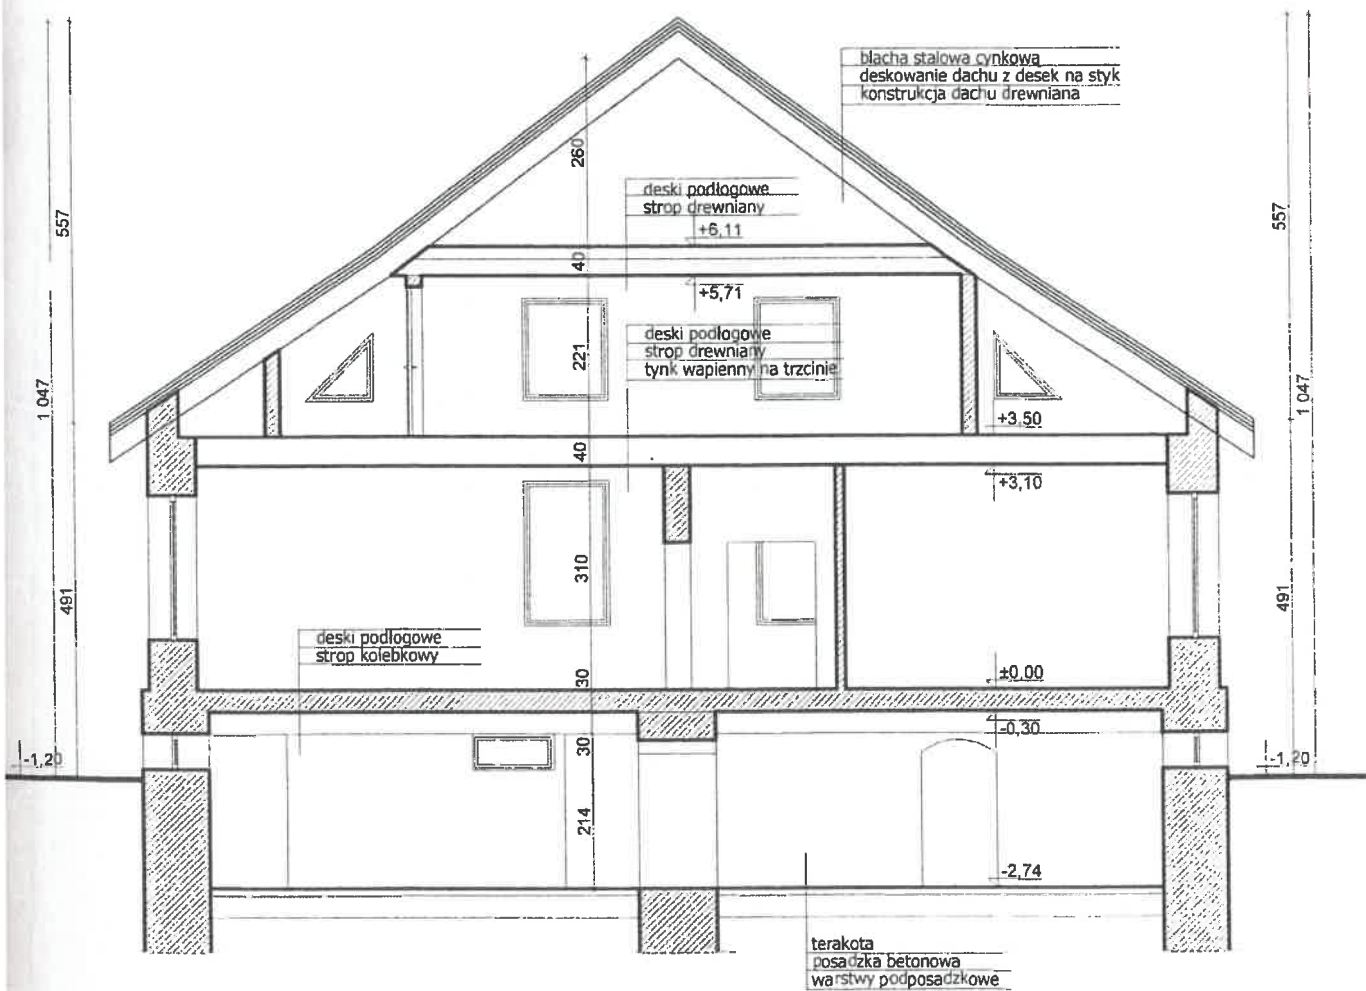 blacha stalowa cynkową
deskowanie dachu z desek na styk
konstrukcja dachu drewniana
260
deski podłogowe
strop drewniany
+6,11
557
557
40
+5,71
deski podłogowe
strop drewniany
tynk wapienny na trzcinie
221
1 047
1 047
+3,50
40
+3,10
310
491
491
deski podłogowe
strop kolebkowy
30
±0,00
-0,30
30
-1,20
-1,20
214
-2,74
terakota
posadzka betonowa
warstwy podposadzkowe